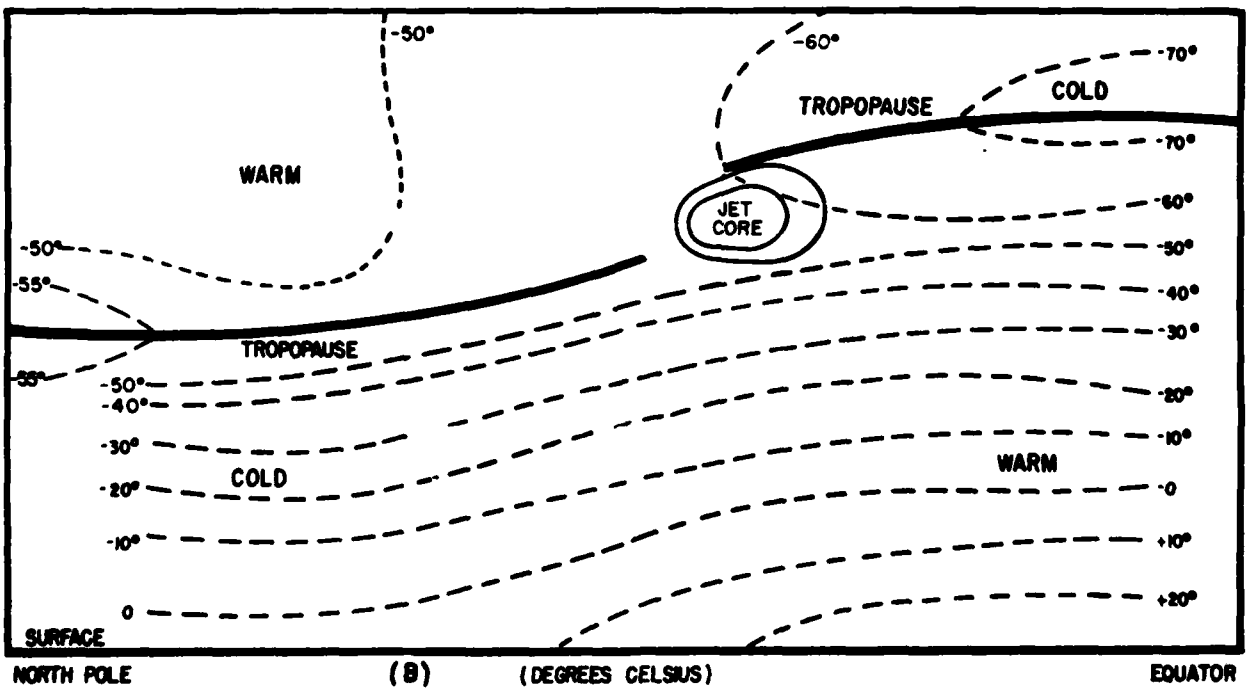 -50°
-60°
-70°
COLD
TROPOPAUSE
-70°
WARM
-60°
JET
CORE
-50°
-50°
-55°
-40°
-30°
TROPOPAUSE
-55°
-50°
-40°
-20°
-30°
-10°
COLD
WARM
-20°
-0
-10°
+10°
0
+20°
SURFACE
NORTH POLE
(B)
(DEGREES CELSIUS)
EQUATOR